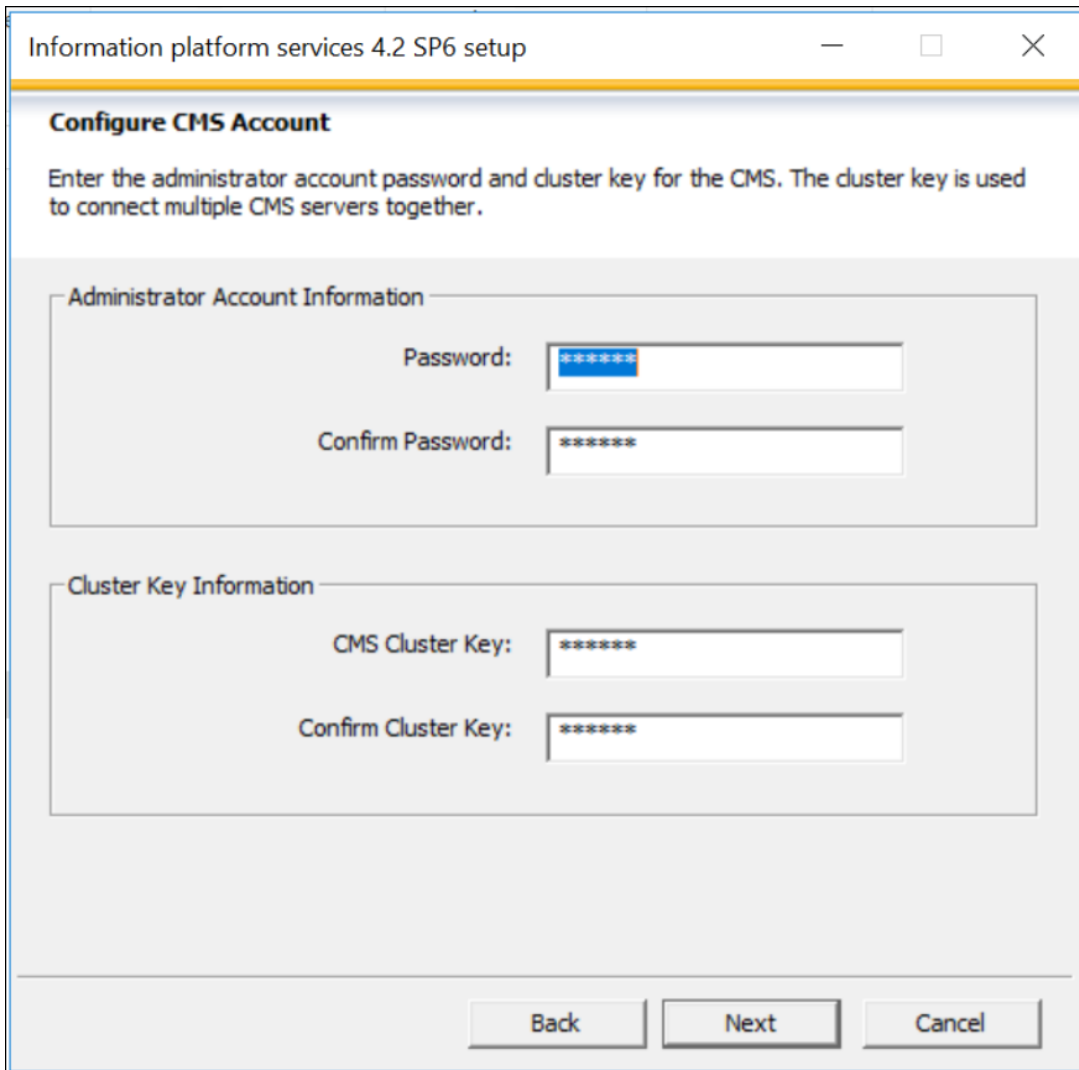 Information platform services 4.2 SP6 setup
Configure CMS Account
Enter the administrator account password and cluster key for the CMS. The cluster key is used
to connect multiple CMS servers together.
Administrator Account Information
Password: ******
Confirm Password: ******
Cluster Key Information
CMS Cluster Key: ******
Confirm Cluster Key: ******
Back Next Cancel